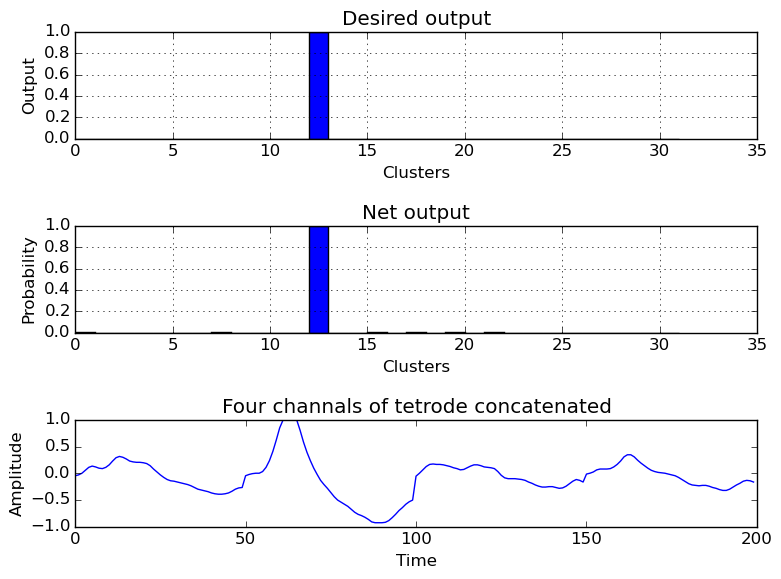 Desired output
1.0
0.8
0.6
0.4
0.2
0.0
Output
0 5 10 15 20 25 30 35
Clusters
Net output
1.0
0.8
0.6
0.4
0.2
0.0
Probability
0 5 10 15 20 25 30 35
Clusters
Four channals of tetrode concatenated
1.0
0.5
0.0
−0.5
−1.0
Amplitude
0 50 100 150 200
Time